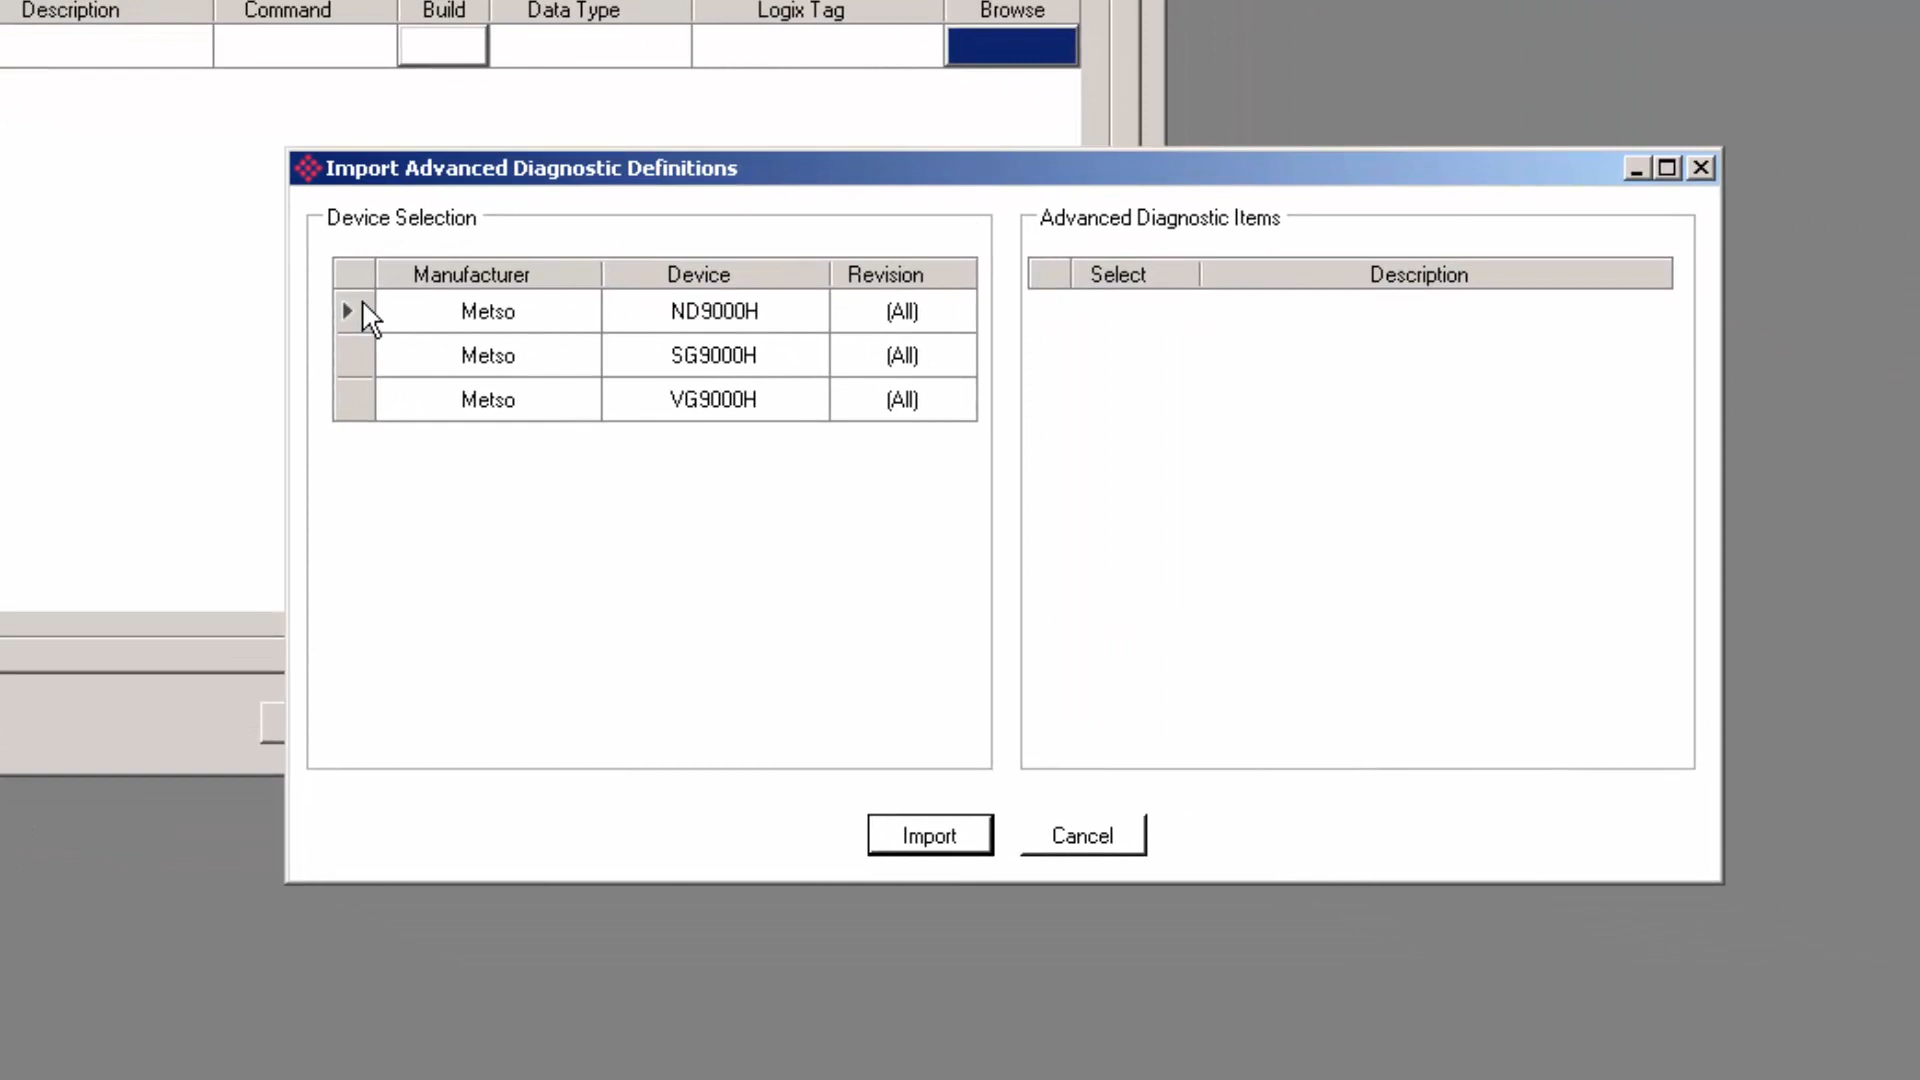 Description Command Build Data Type Logix Tag Browse
Import Advanced Diagnostic Definitions
Device Selection
Manufacturer Device Revision
Metso ND9000H (All)
Metso SG9000H (All)
Metso VG9000H (All)
Advanced Diagnostic Items
Select Description
Import Cancel